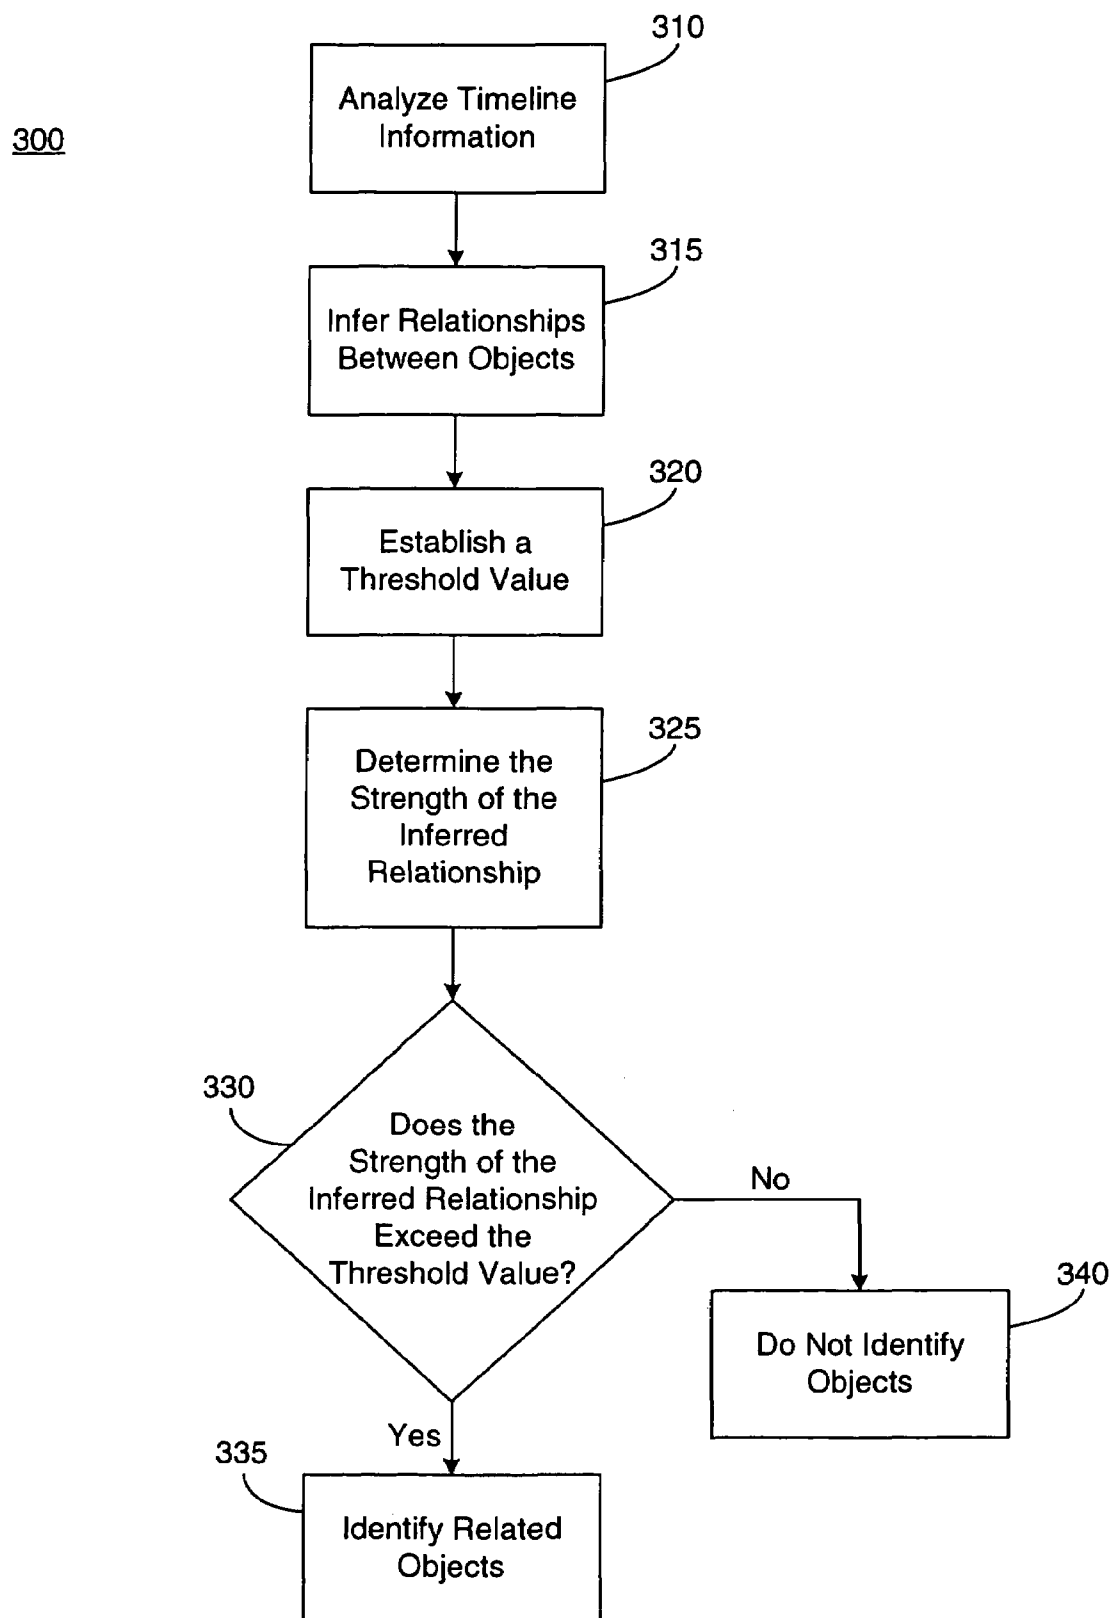 310
Analyze Timeline
Information
300
315
Infer Relationships
Between Objects
320
Establish a
Threshold Value
325
Determine the
Strength of the
Inferred
Relationship
330
Does the
Strength of the
Inferred Relationship
Exceed the
Threshold Value?
No
340
Do Not Identify
Objects
Yes
335
Identify Related
Objects